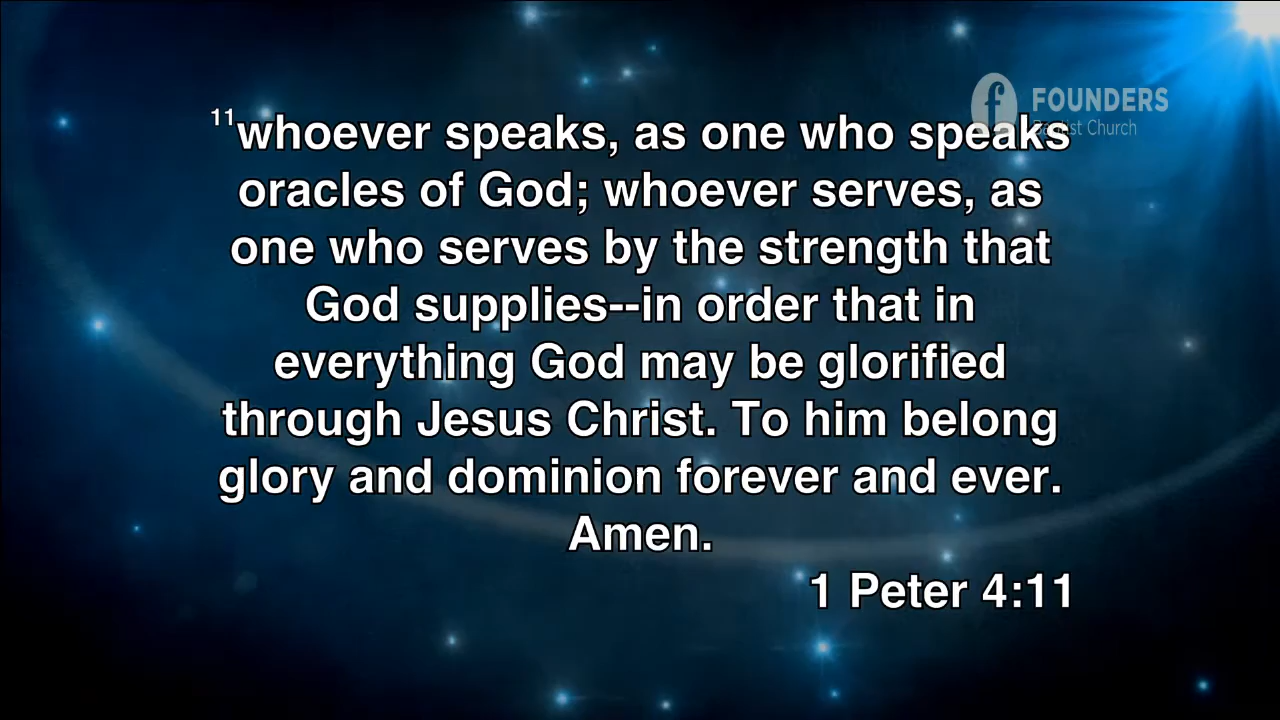 FOUNDERS
Baptist Church
11whoever speaks, as one who speaks
oracles of God; whoever serves, as
one who serves by the strength that
God supplies--in order that in
everything God may be glorified
through Jesus Christ. To him belong
glory and dominion forever and ever.
Amen.
1 Peter 4:11